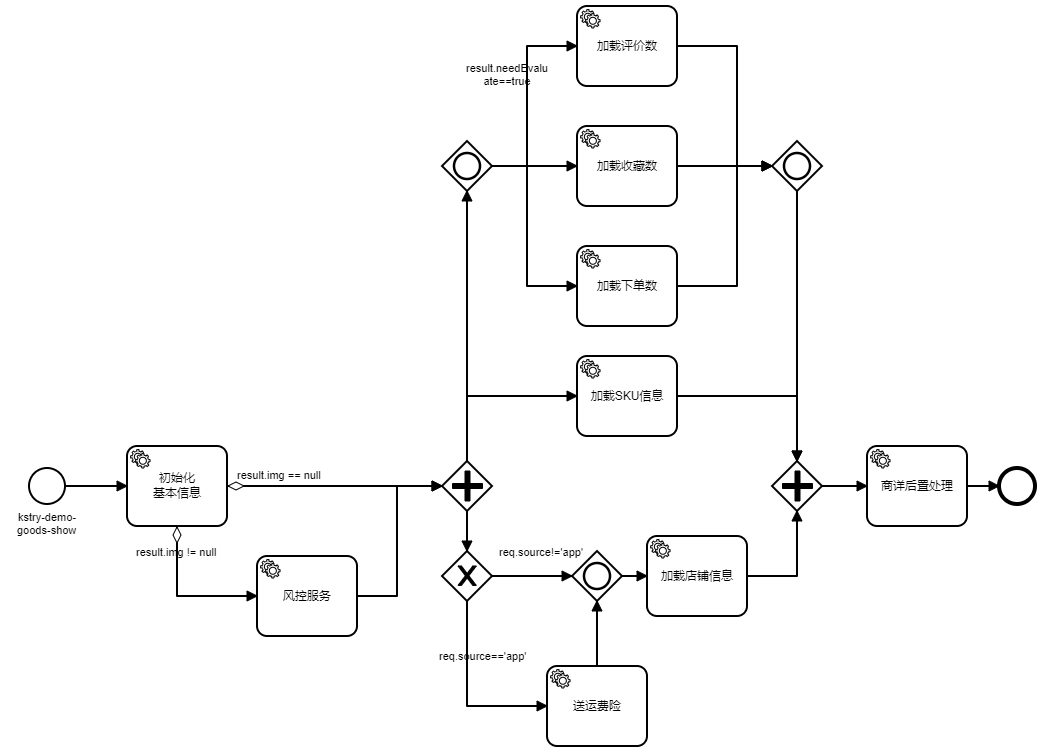 加载评价数
result.needEvalu
ate==true
加载收藏数
加载下单数
加载SKU信息
初始化
基本信息
result.img == null
kstry-demo-
goods-show
商详后置处理
result.img != null
req.source!='app'
加载店铺信息
风控服务
req.source=='app'
送运费险